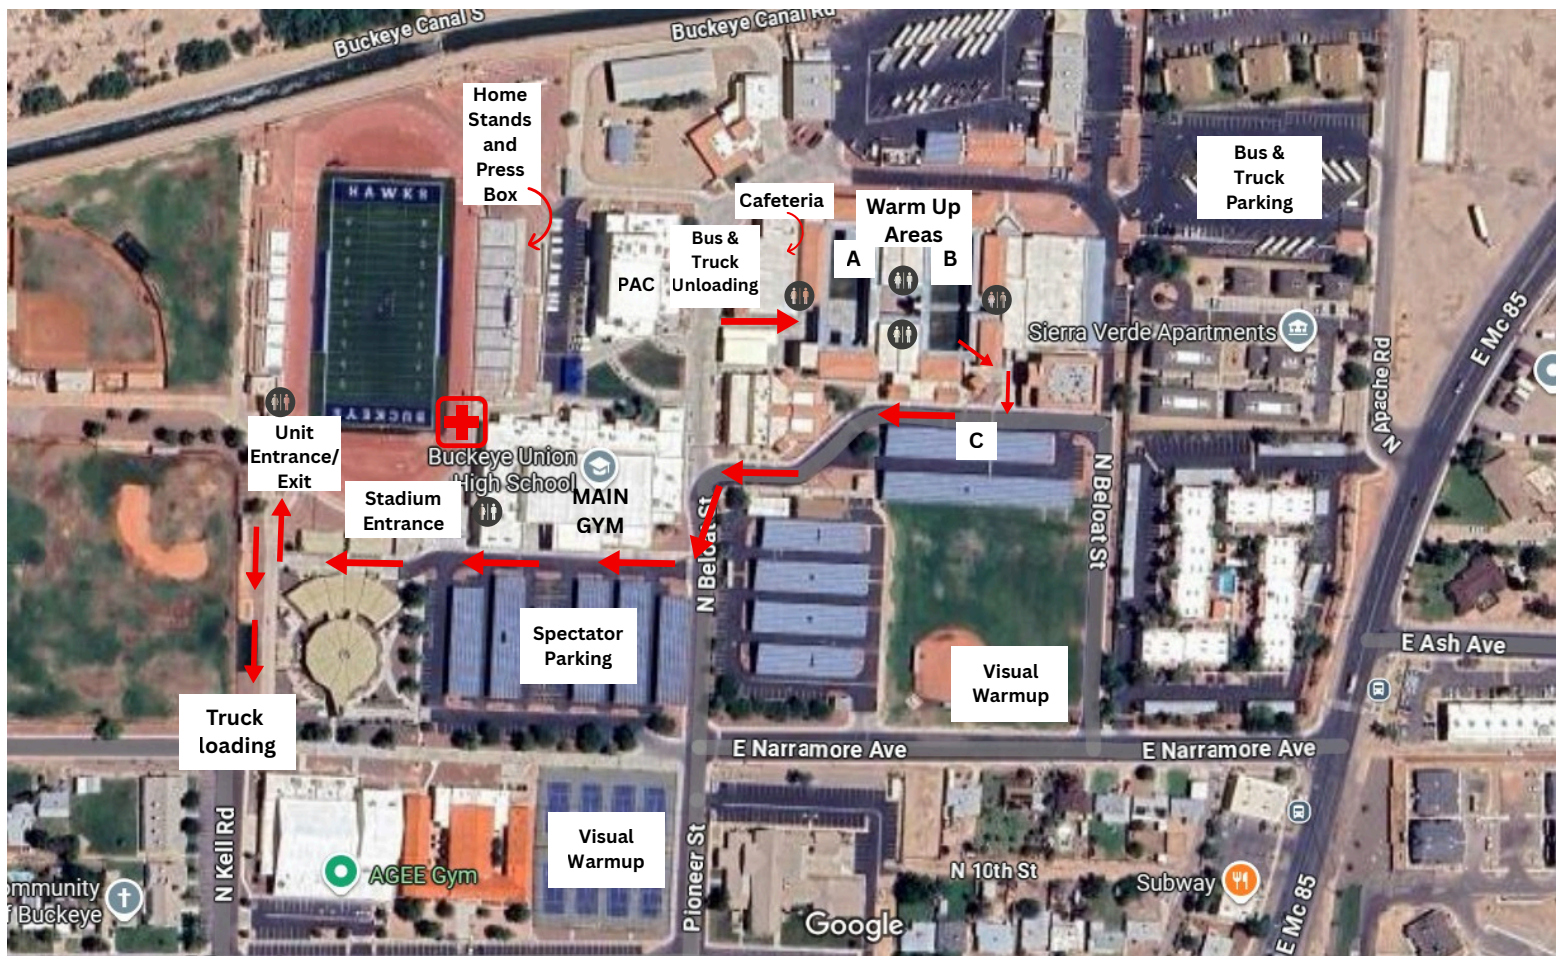 Buckeye Canal S
Buckeye Canal Rd
Home
Stands
and
Press
Box
HAWKS
Cafeteria
Warm Up
Areas
A
B
Bus &
Truck
Parking
Bus &
Truck
Unloading
PAC
Sierra Verde Apartments
E Mc 85
N Apache Rd
BUCKEY
Unit
Entrance/
Exit
Buckeye Union
High School
MAIN
GYM
Stadium
Entrance
C
N Beloat St
N Beloat St
Spectator
Parking
Visual
Warmup
E Ash Ave
Truck
loading
E Narramore Ave
E Narramore Ave
N Kell Rd
AGEE Gym
Visual
Warmup
Pioneer St
N 10th St
Subway
E Mc 85
ommunity
f Buckeye
Google